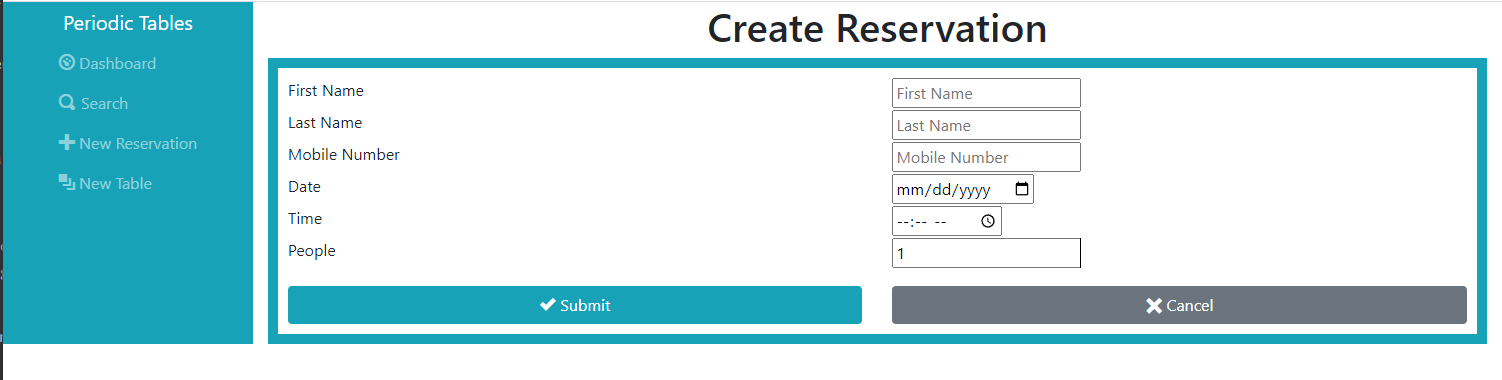 Periodic Tables
Dashboard
Search
New Reservation
New Table
Create Reservation
First Name First Name
Last Name Last Name
Mobile Number Mobile Number
Date mm/dd/yyyy
Time --:-- --
People 1
Submit Cancel